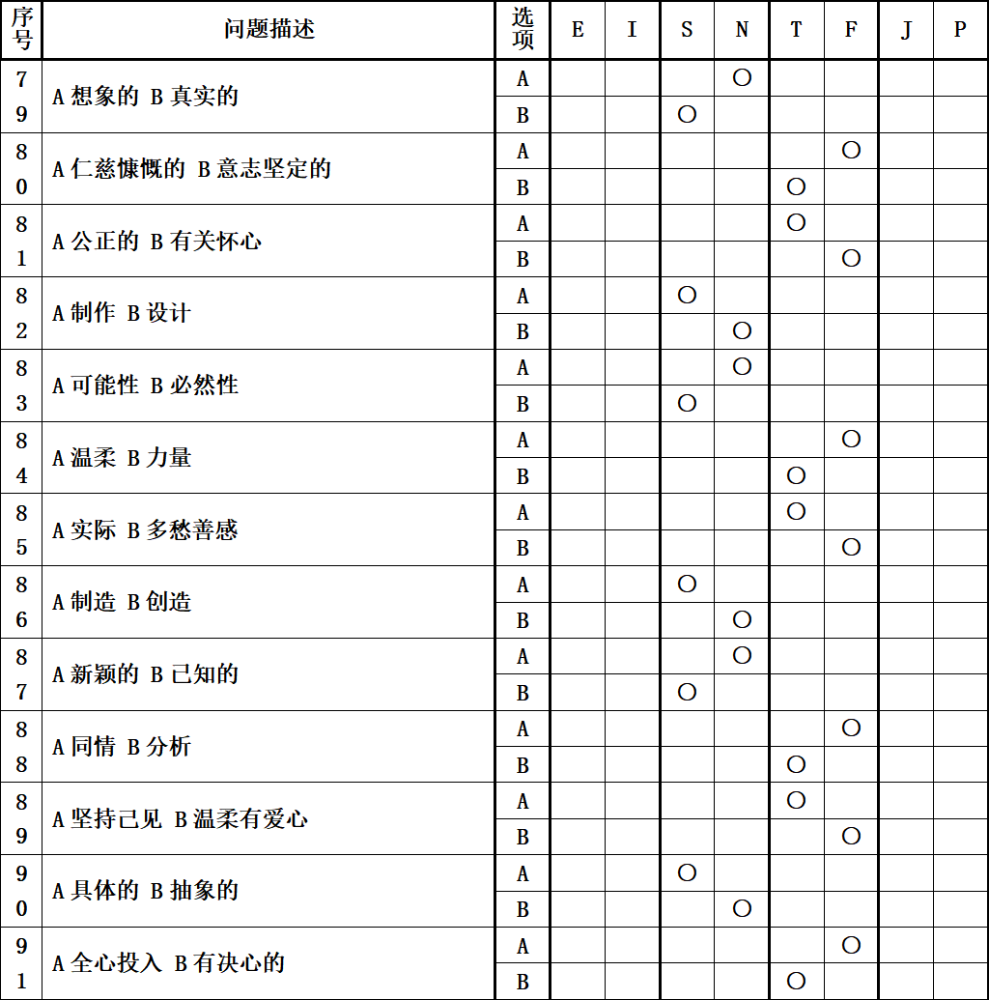 序号 问题描述 选项 E I S N T F J P
79 A 想象的 B 真实的 A 〇
B 〇
80 A 仁慈慷慨的 B 意志坚定的 A 〇
B 〇
81 A 公正的 B 有关怀心 A 〇
B 〇
82 A 制作 B 设计 A 〇
B 〇
83 A 可能性 B 必然性 A 〇
B 〇
84 A 温柔 B 力量 A 〇
B 〇
85 A 实际 B 多愁善感 A 〇
B 〇
86 A 制造 B 创造 A 〇
B 〇
87 A 新颖的 B 已知的 A 〇
B 〇
88 A 同情 B 分析 A 〇
B 〇
89 A 坚持己见 B 温柔有爱心 A 〇
B 〇
90 A 具体的 B 抽象的 A 〇
B 〇
91 A 全心投入 B 有决心的 A 〇
B 〇